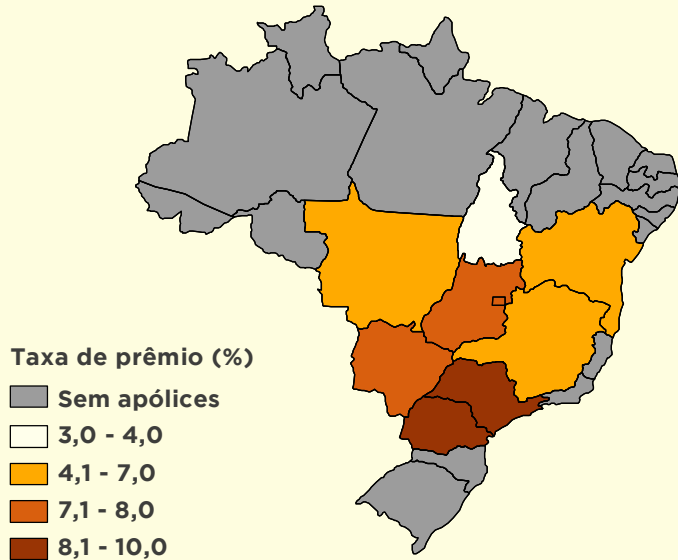 Taxa de prêmio (%)
Sem apólices
3,0 - 4,0
4,1 - 7,0
7,1 - 8,0
8,1 - 10,0